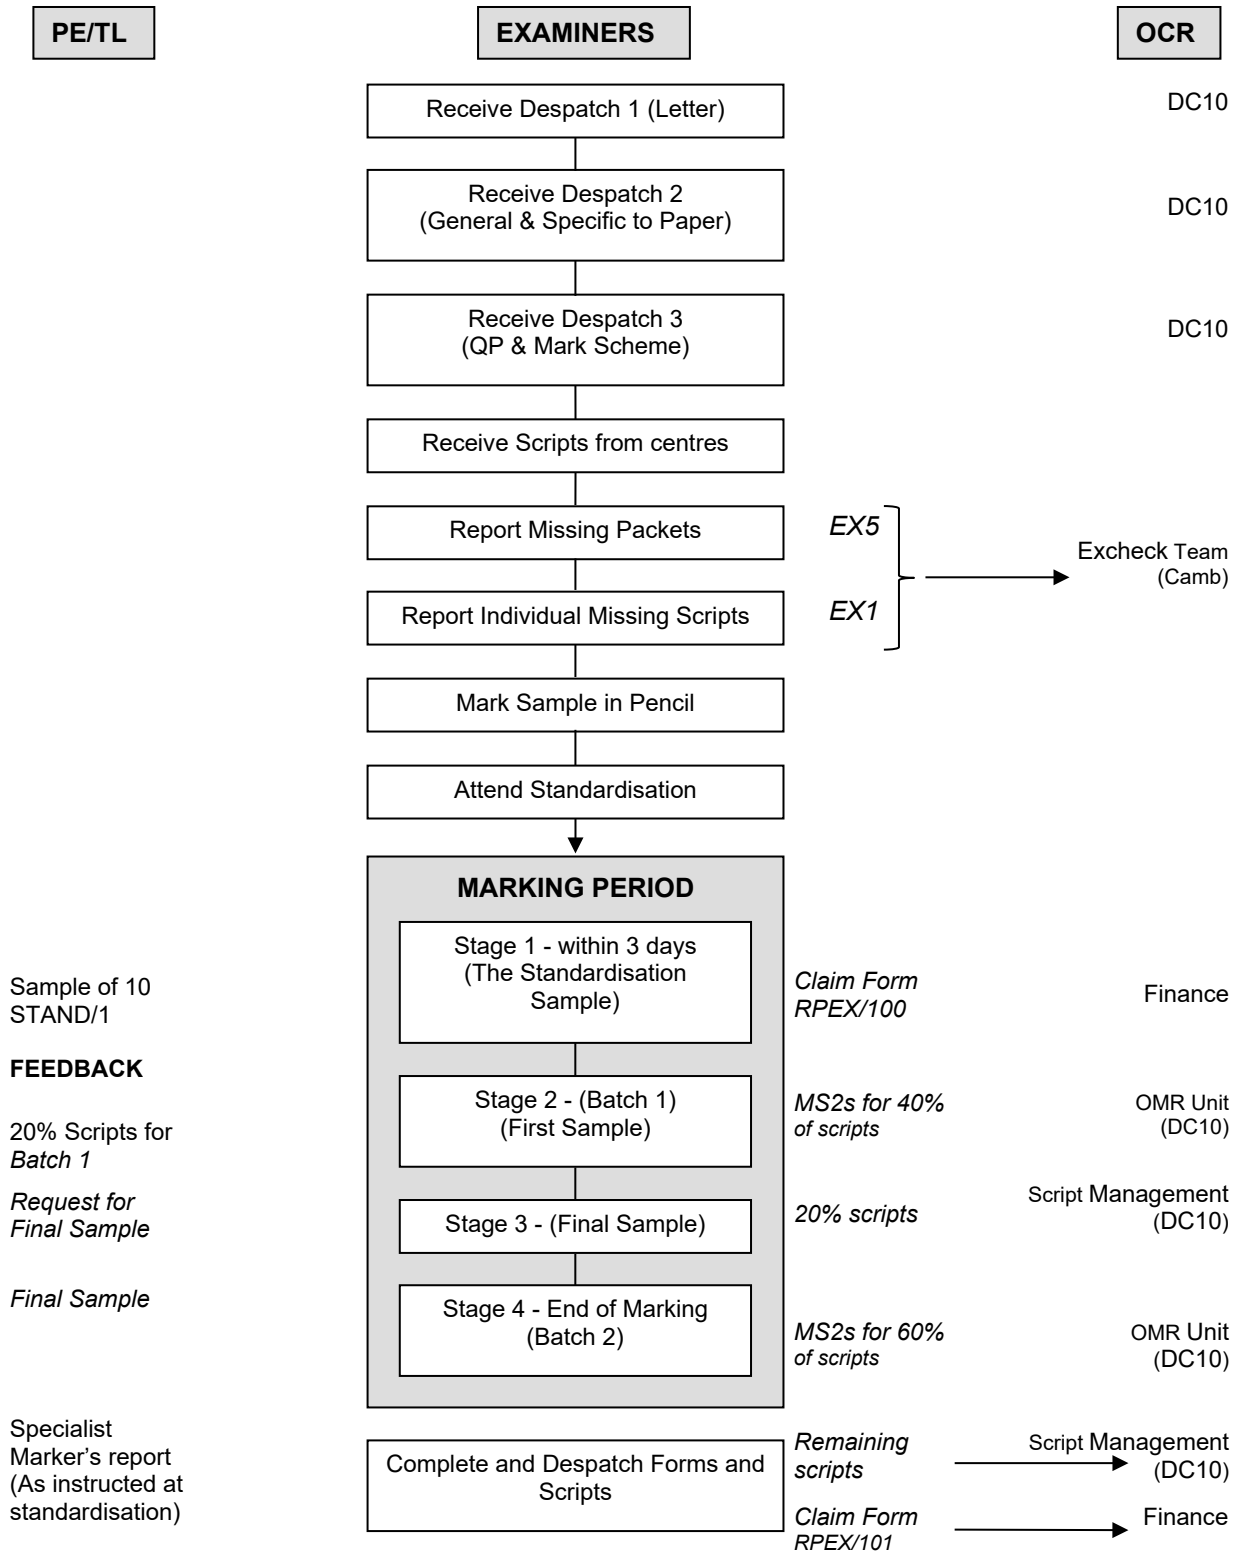 PE/TL
EXAMINERS
OCR
Receive Despatch 1 (Letter)
DC10
Receive Despatch 2
(General & Specific to Paper)
DC10
Receive Despatch 3
(QP & Mark Scheme)
DC10
Receive Scripts from centres
Report Missing Packets
EX5
Excheck Team
(Camb)
Report Individual Missing Scripts
EX1
Mark Sample in Pencil
Attend Standardisation
MARKING PERIOD
Sample of 10
STAND/1
Stage 1 - within 3 days
(The Standardisation
Sample)
Claim Form
RPEX/100
Finance
FEEDBACK
20% Scripts for
Batch 1
Stage 2 - (Batch 1)
(First Sample)
MS2s for 40%
of scripts
OMR Unit
(DC10)
Request for
Final Sample
Stage 3 - (Final Sample)
20% scripts
Script Management
(DC10)
Final Sample
Stage 4 - End of Marking
(Batch 2)
MS2s for 60%
of scripts
OMR Unit
(DC10)
Specialist
Marker's report
(As instructed at
standardisation)
Complete and Despatch Forms and
Scripts
Remaining
scripts
Script Management
(DC10)
Claim Form
RPEX/101
Finance